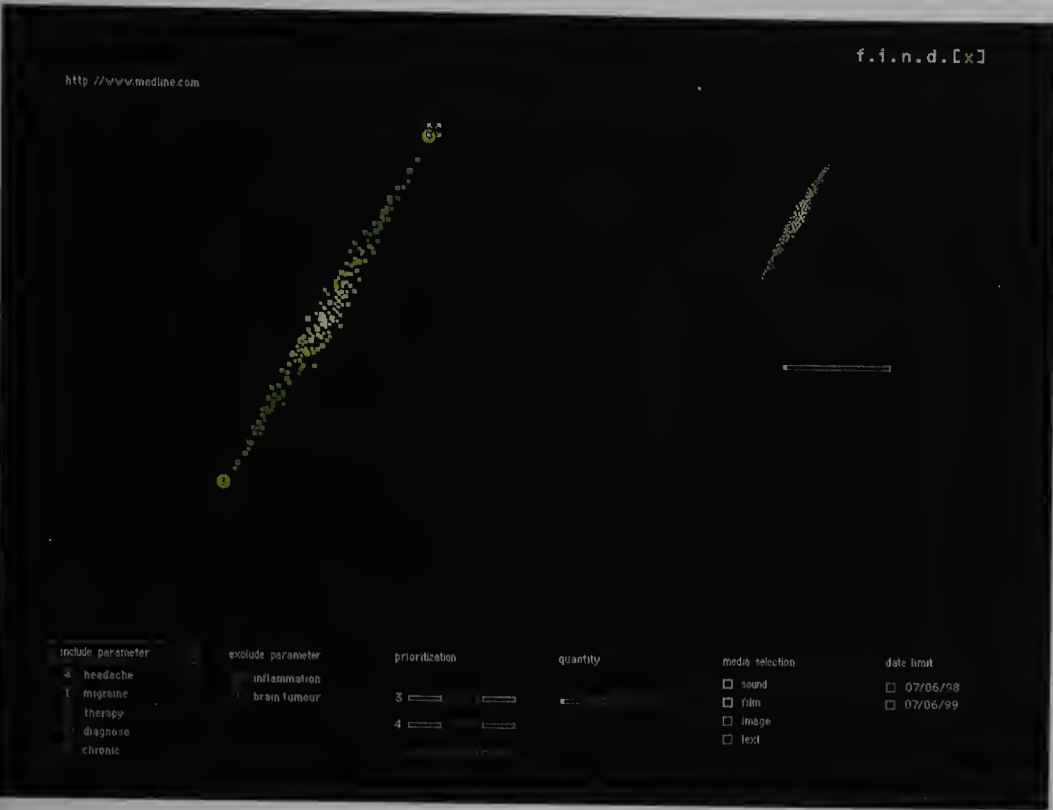 f.i.n.d.[x]
http //www.medline.com
include parameter
headache
migraine
therapy
diagnose
chronic
exclude parameter
inflammation
brain tumour
prioritization
3
4
quantity
media selection
sound
film
image
text
date limit
07/06/98
07/06/99